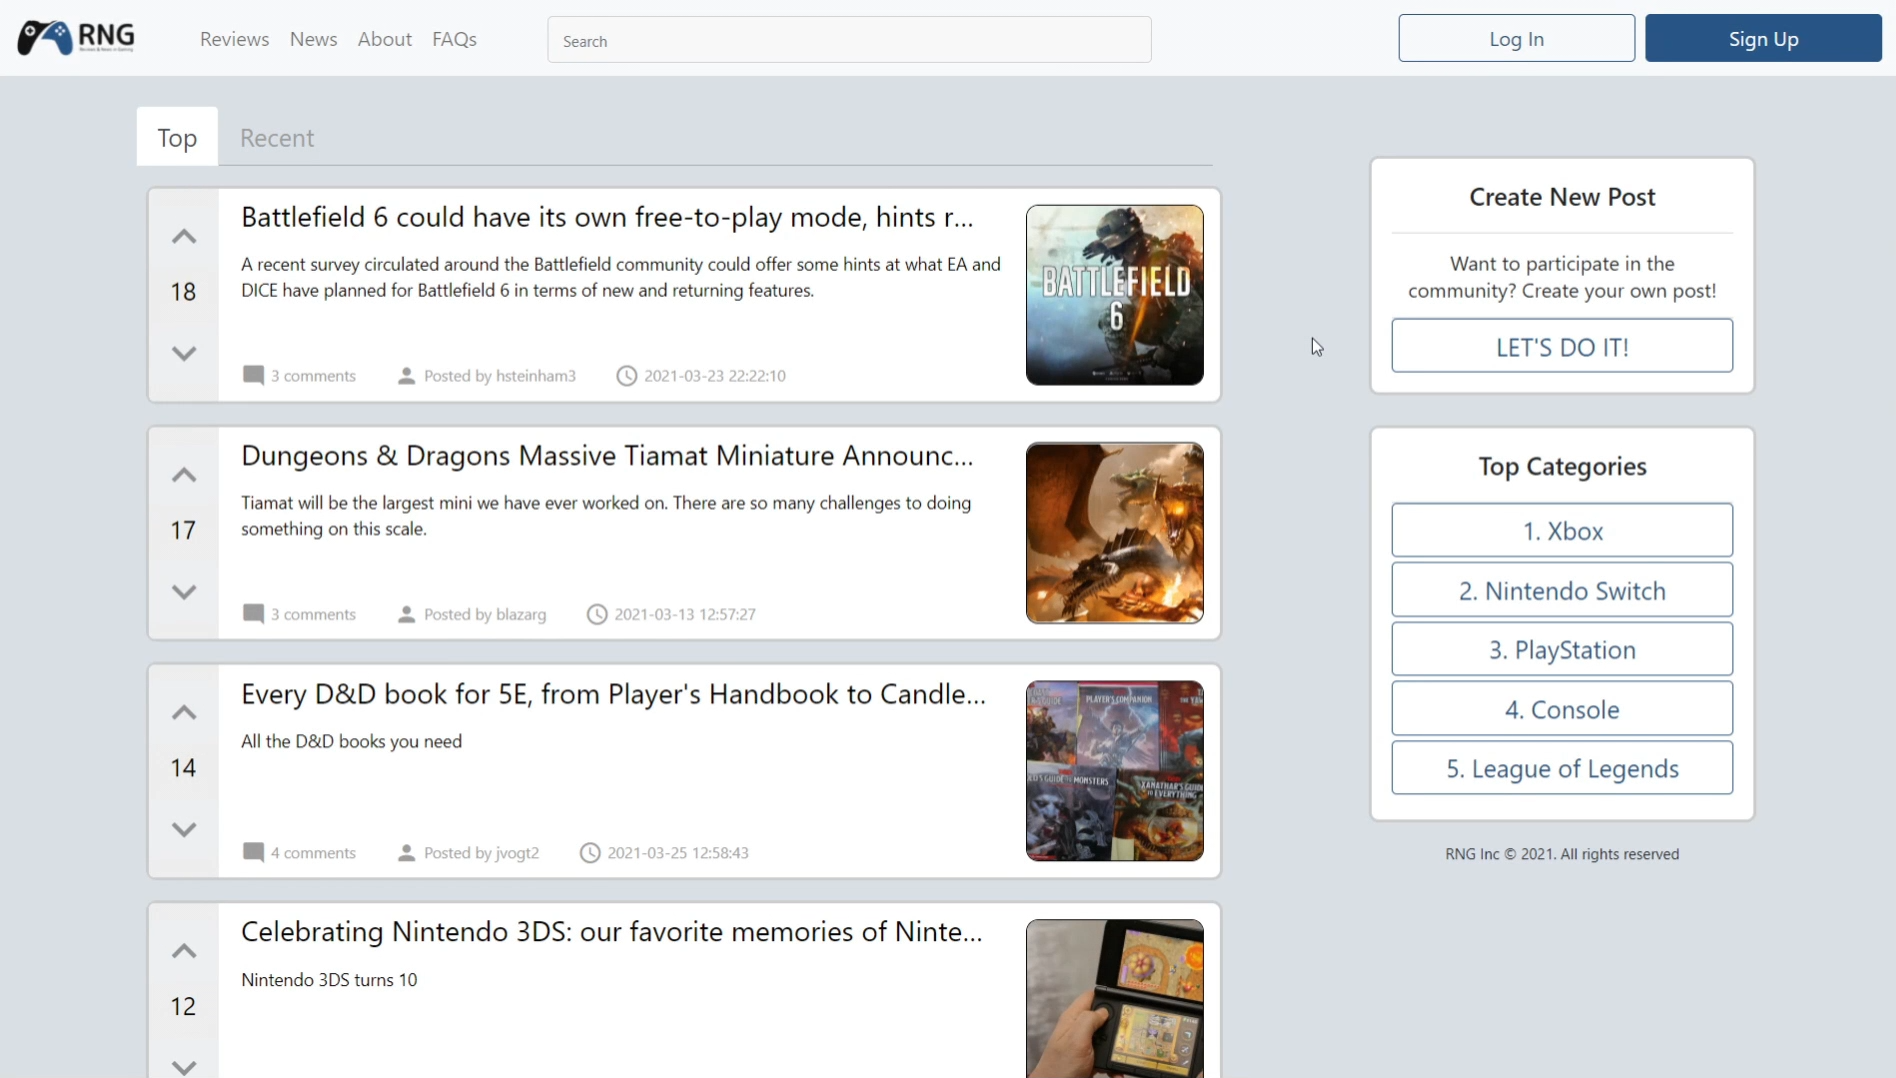 RNG
Reviews
News
About
FAQs
Search
Log In
Sign Up
Top
Recent
18
Battlefield 6 could have its own free-to-play mode, hints r...
A recent survey circulated around the Battlefield community could offer some hints at what EA and
DICE have planned for Battlefield 6 in terms of new and returning features.
3 comments
Posted by hsteinham3
2021-03-23 22:22:10
BATTLEFIELD
6
17
Dungeons & Dragons Massive Tiamat Miniature Announc...
Tiamat will be the largest mini we have ever worked on. There are so many challenges to doing
something on this scale.
3 comments
Posted by blazarg
2021-03-13 12:57:27
14
Every D&D book for 5E, from Player's Handbook to Candle...
All the D&D books you need
4 comments
Posted by jvogt2
2021-03-25 12:58:43
PLAYER'S COMPANION
GUIDE TO MONSTERS
XANATHAR'S GUIDE
TO EVERYTHING
12
Celebrating Nintendo 3DS: our favorite memories of Ninte...
Nintendo 3DS turns 10
Create New Post
Want to participate in the
community? Create your own post!
LET'S DO IT!
Top Categories
1. Xbox
2. Nintendo Switch
3. PlayStation
4. Console
5. League of Legends
RNG Inc © 2021. All rights reserved